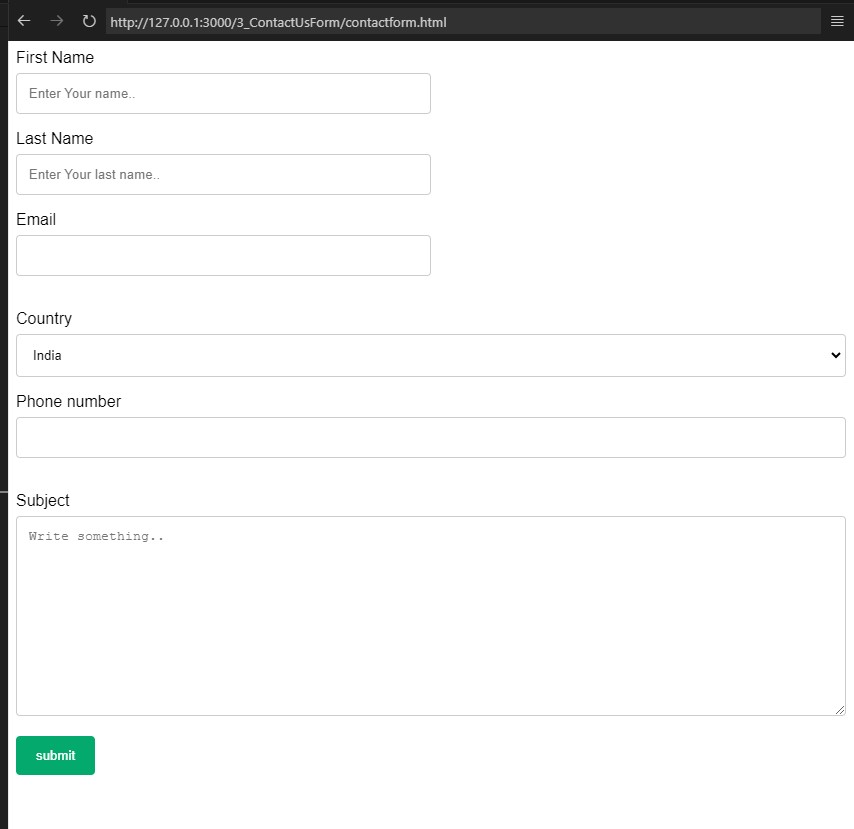 http://127.0.0.1:3000/3_ContactUsForm/contactform.html
First Name
Enter Your name..
Last Name
Enter Your last name..
Email
Country
India
Phone number
Subject
Write something..
submit